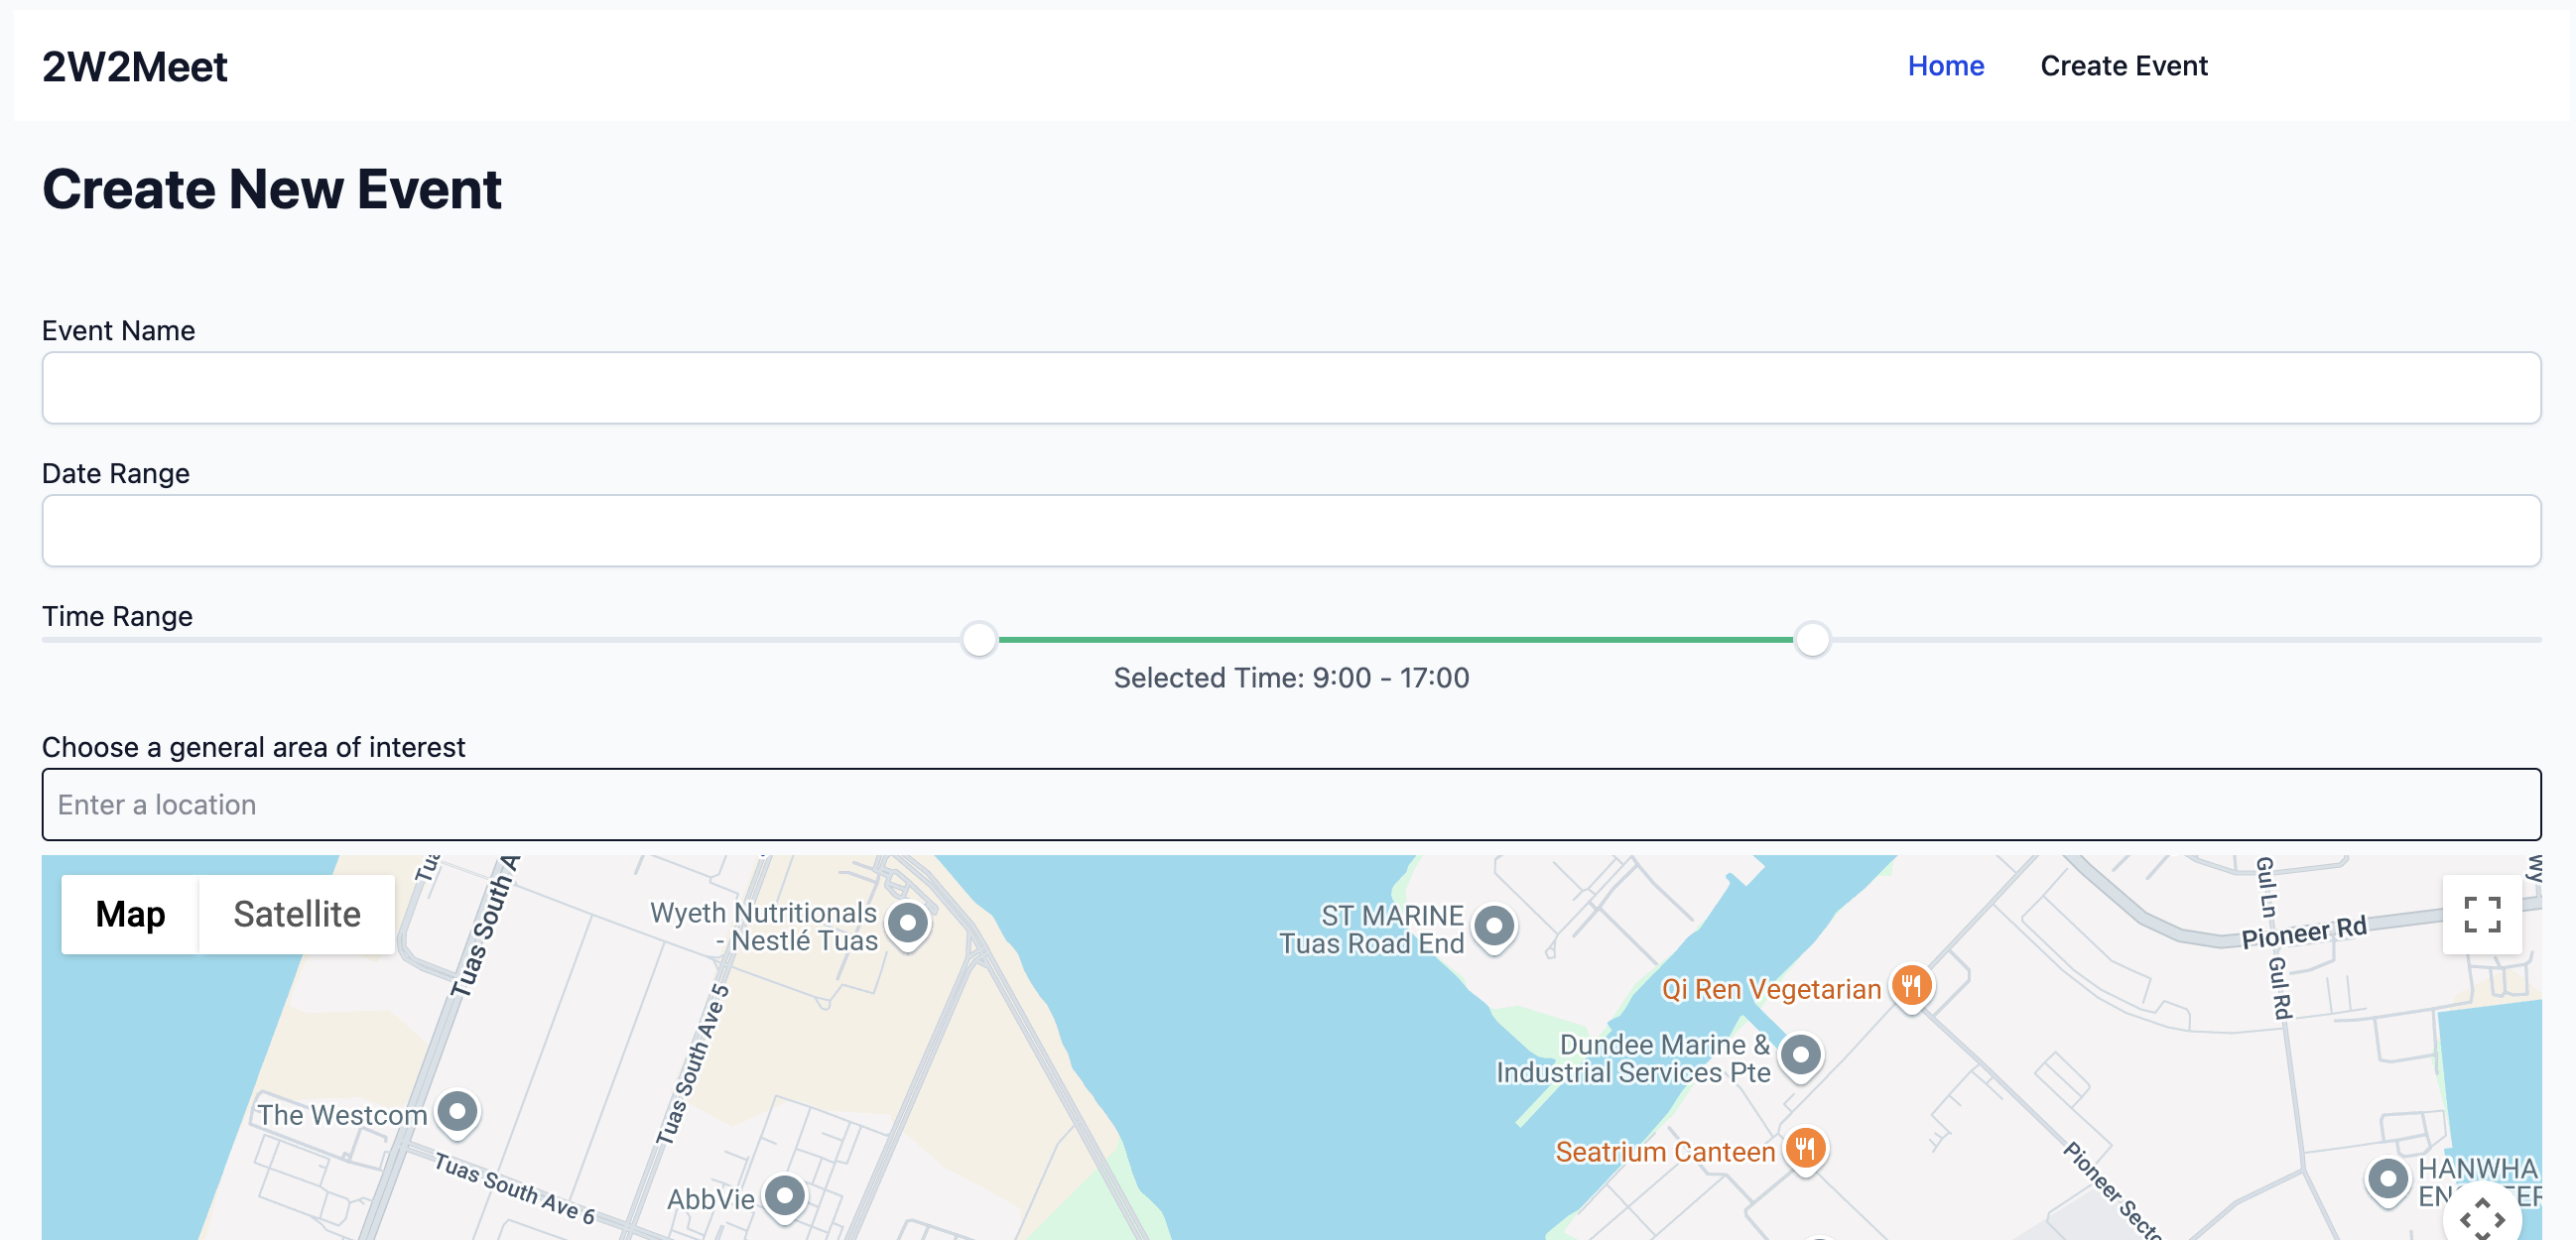 2W2Meet
Home
Create Event
Create New Event
Event Name
Date Range
Time Range
Selected Time: 9:00 - 17:00
Choose a general area of interest
Enter a location
Map
Satellite
Tuas South A
Wyeth Nutritionals
- Nestlé Tuas
Tuas South Ave 5
ST MARINE
Tuas Road End
Gul Ln
Pioneer Rd
Gul Rd
Qi Ren Vegetarian
Dundee Marine &
Industrial Services Pte
The Westcom
Seatrium Canteen
Tuas South Ave 6
AbbVie
Pioneer Secto
HANWHA